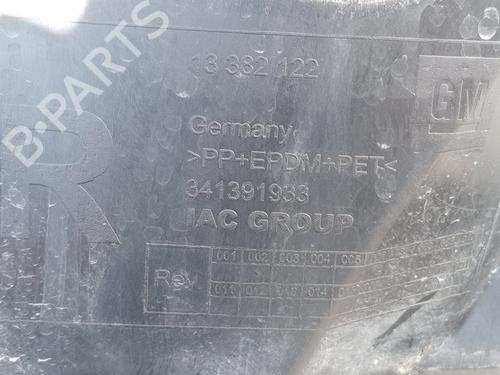 B-PARTS
13 382 122
GM
R
Germany
>PP+EPDM+PET<
341391933
IAC GROUP
Rev
001 002 003 004 005
011 012 013 014